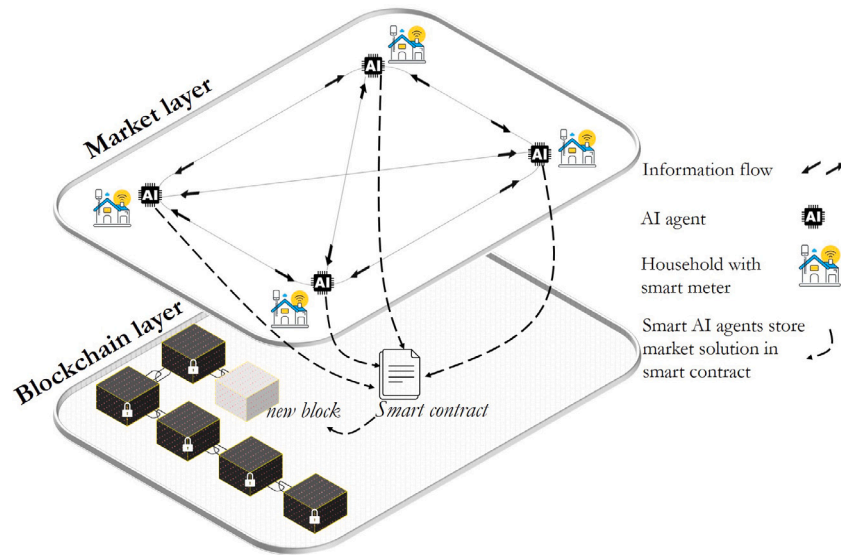 Market layer
AI
AI
AI
AI
Information flow
AI agent
AI
Household with
smart meter
Smart AI agents store
market solution in
smart contract
Blockchain layer
new block
Smart contract